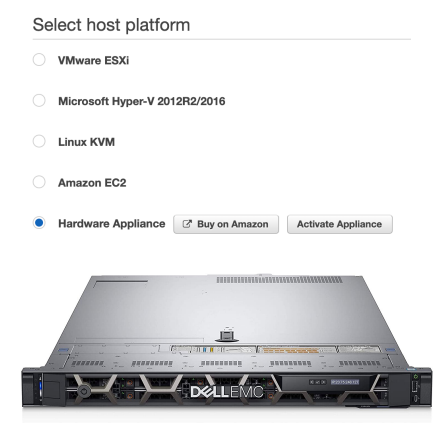 Select host platform
VMware ESXi
Microsoft Hyper-V 2012R2/2016
Linux KVM
Amazon EC2
Hardware Appliance
Buy on Amazon
Activate Appliance
DELLEMC